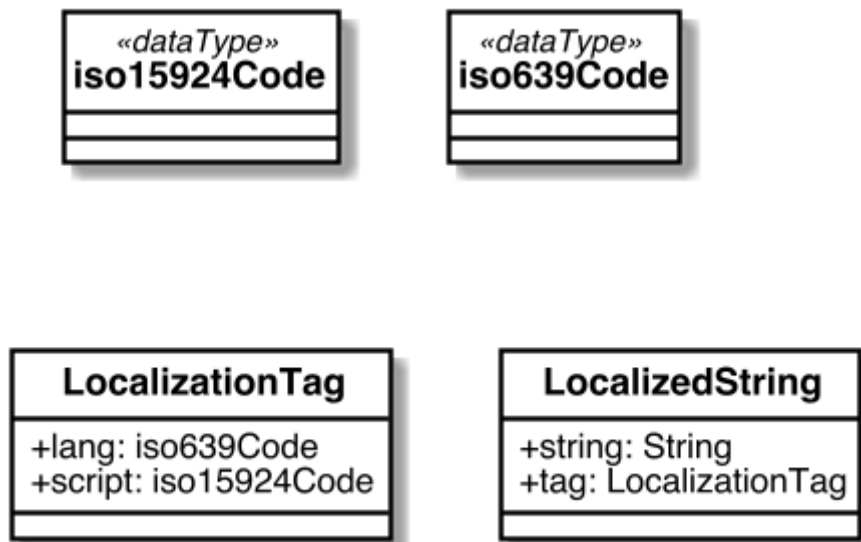 «dataType»
iso15924Code
«dataType»
iso639Code
LocalizationTag
+lang: iso639Code
+script: iso15924Code
LocalizedString
+string: String
+tag: LocalizationTag